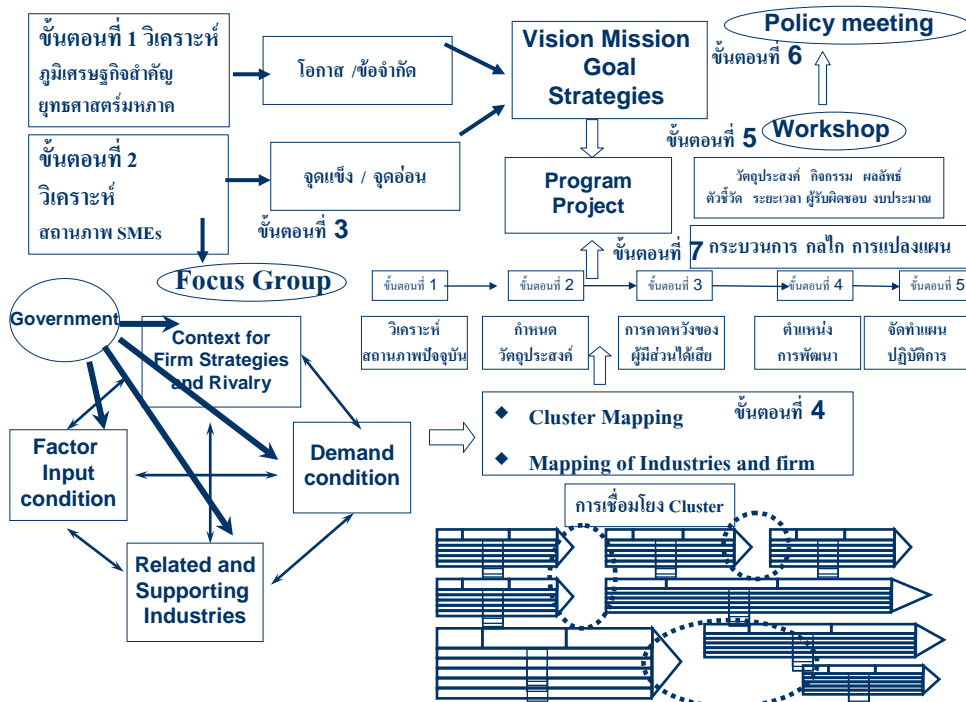 ขั้นตอนที่ 1 วิเคราะห์
ภูมิเศรษฐกิจสำคัญ
ยุทธศาสตร์มหภาค
โอกาส /ข้อจำกัด
Vision Mission
Goal
Strategies
Policy meeting
ขั้นตอนที่ 6
ขั้นตอนที่ 2
วิเคราะห์
สถานภาพ SMEs
จุดแข็ง / จุดอ่อน
ขั้นตอนที่ 3
Program
Project
ขั้นตอนที่ 5
Workshop
วัตถุประสงค์ กิจกรรม ผลลัพธ์
ตัวชี้วัด ระยะเวลา ผู้รับผิดชอบ งบประมาณ
ขั้นตอนที่ 7 กระบวนการ กลไก การแปลงแผน
Focus Group
Government
Context for
Firm Strategies
and Rivalry
Factor
Input
condition
Demand
condition
Related and
Supporting
Industries
ขั้นตอนที่ 1
ขั้นตอนที่ 2
ขั้นตอนที่ 3
ขั้นตอนที่ 4
ขั้นตอนที่ 5
วิเคราะห์
สถานภาพปัจจุบัน
กำหนด
วัตถุประสงค์
การคาดหวังของ
ผู้มีส่วนได้เสีย
ตำแหน่ง
การพัฒนา
จัดทำแผน
ปฏิบัติการ
◆ Cluster Mapping
ขั้นตอนที่ 4
◆ Mapping of Industries and firm
การเชื่อมโยง Cluster